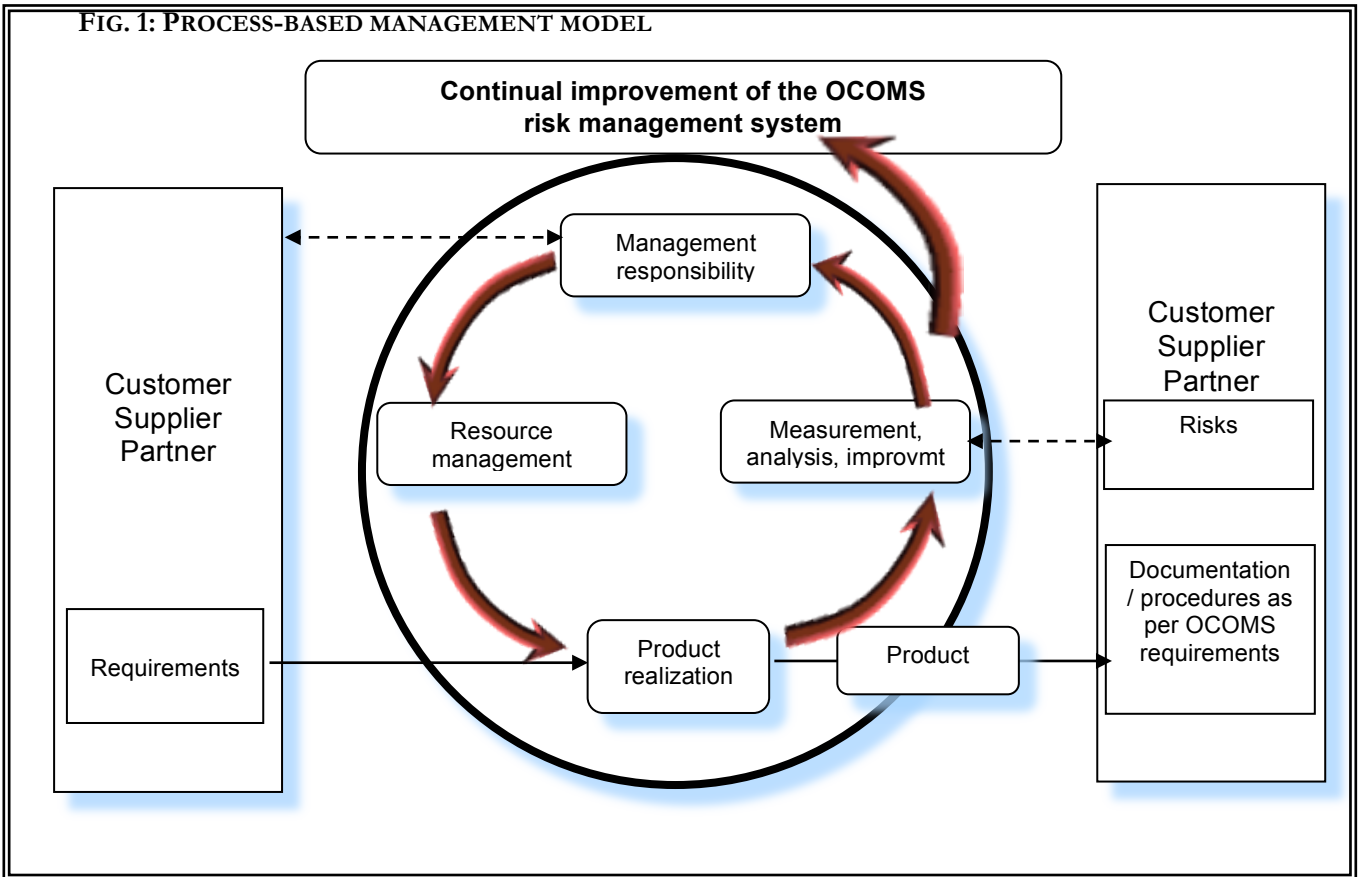 FIG. 1: PROCESS-BASED MANAGEMENT MODEL
Continual improvement of the OCOMS
risk management system
Customer
Supplier
Partner
Requirements
Management
responsibility
Resource
management
Measurement,
analysis, improvmt
Product
realization
Product
Customer
Supplier
Partner
Risks
Documentation
/ procedures as
per OCOMS
requirements